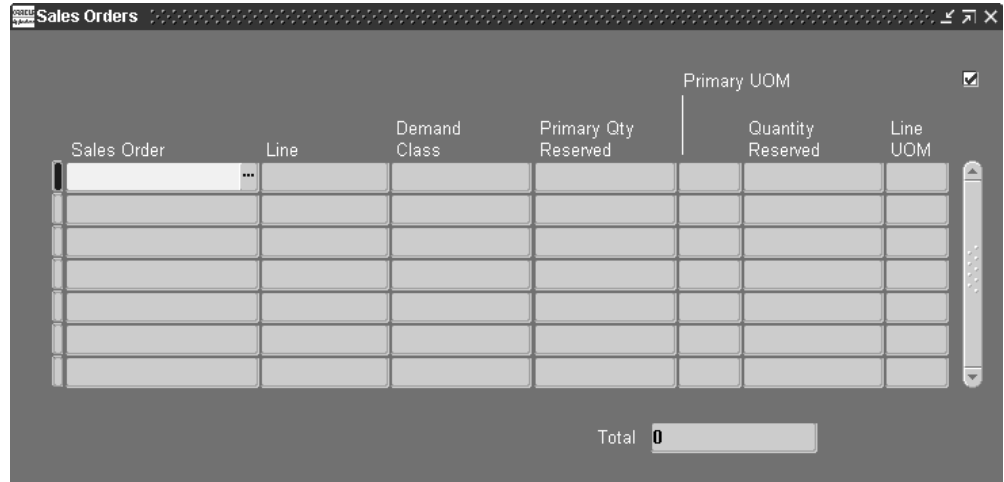 Sales Orders
Primary UOM
Demand Primary Qty Quantity Line
Sales Order Line Class Reserved Reserved UOM
Total 0